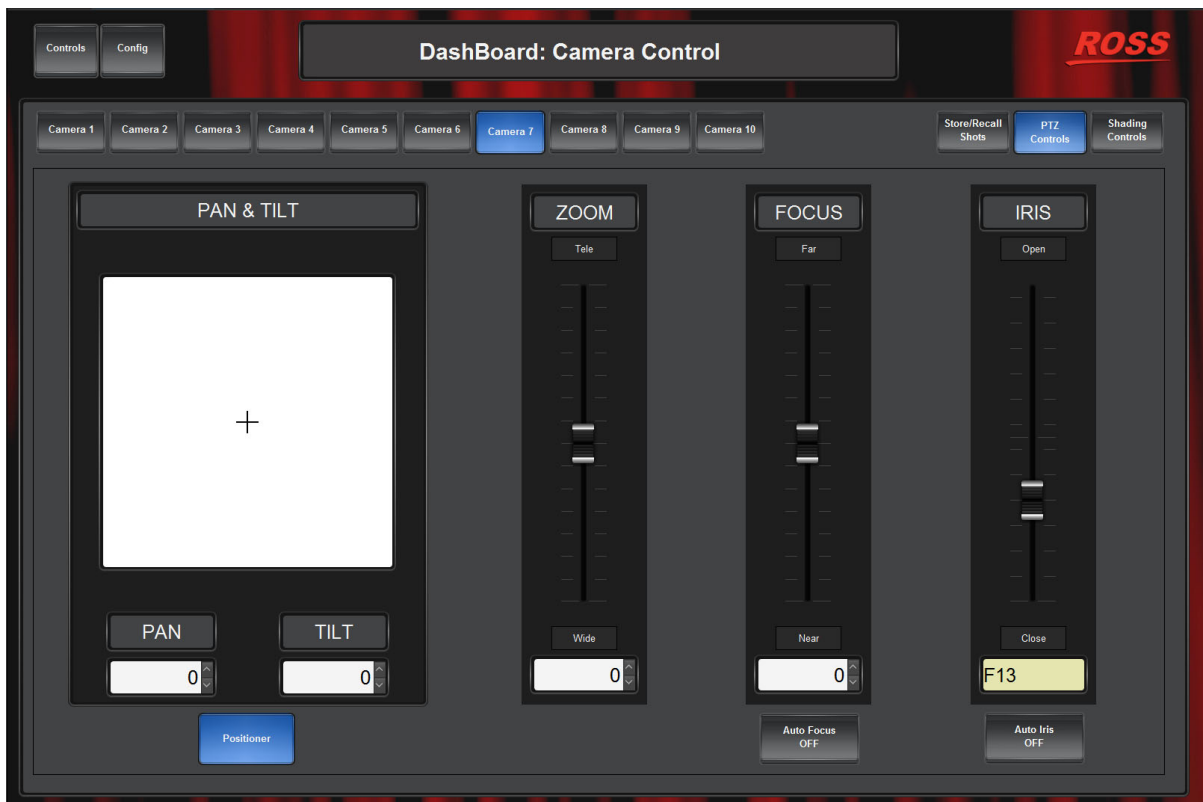 Controls
Config
DashBoard: Camera Control
ROSS
Camera 1
Camera 2
Camera 3
Camera 4
Camera 5
Camera 6
Camera 7
Camera 8
Camera 9
Camera 10
Store/Recall
Shots
PTZ
Controls
Shading
Controls
PAN & TILT
PAN
TILT
0
0
Positioner
ZOOM
Tele
Wide
0
FOCUS
Far
Near
0
Auto Focus
OFF
IRIS
Open
Close
F13
Auto Iris
OFF